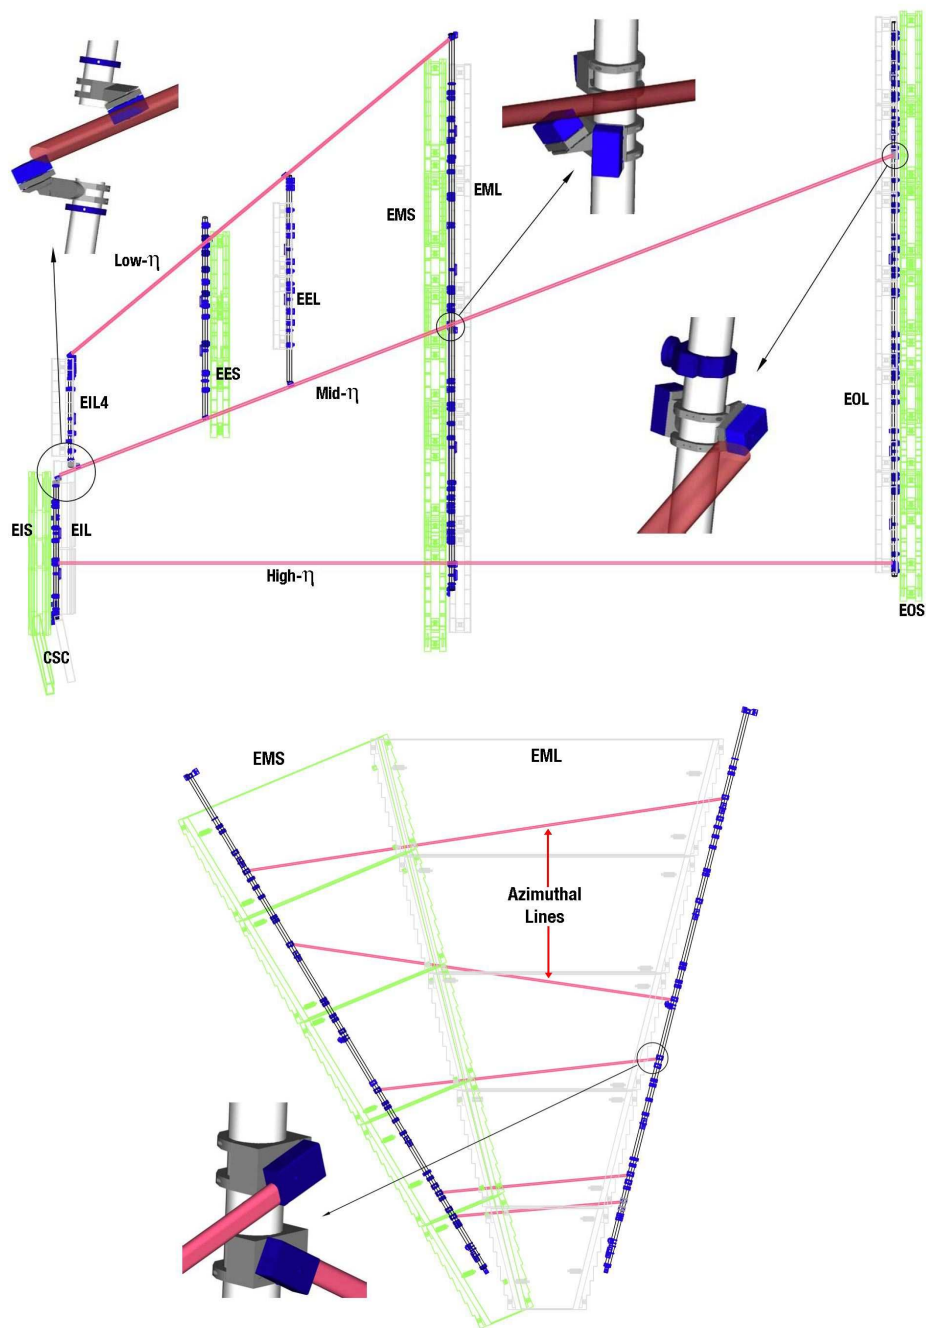 EML
EMS
Low-η
EEL
EES
Mid-η
EIL4
EOL
EIS
EIL
High-η
EOS
CSC
EMS
EML
Azimuthal
Lines